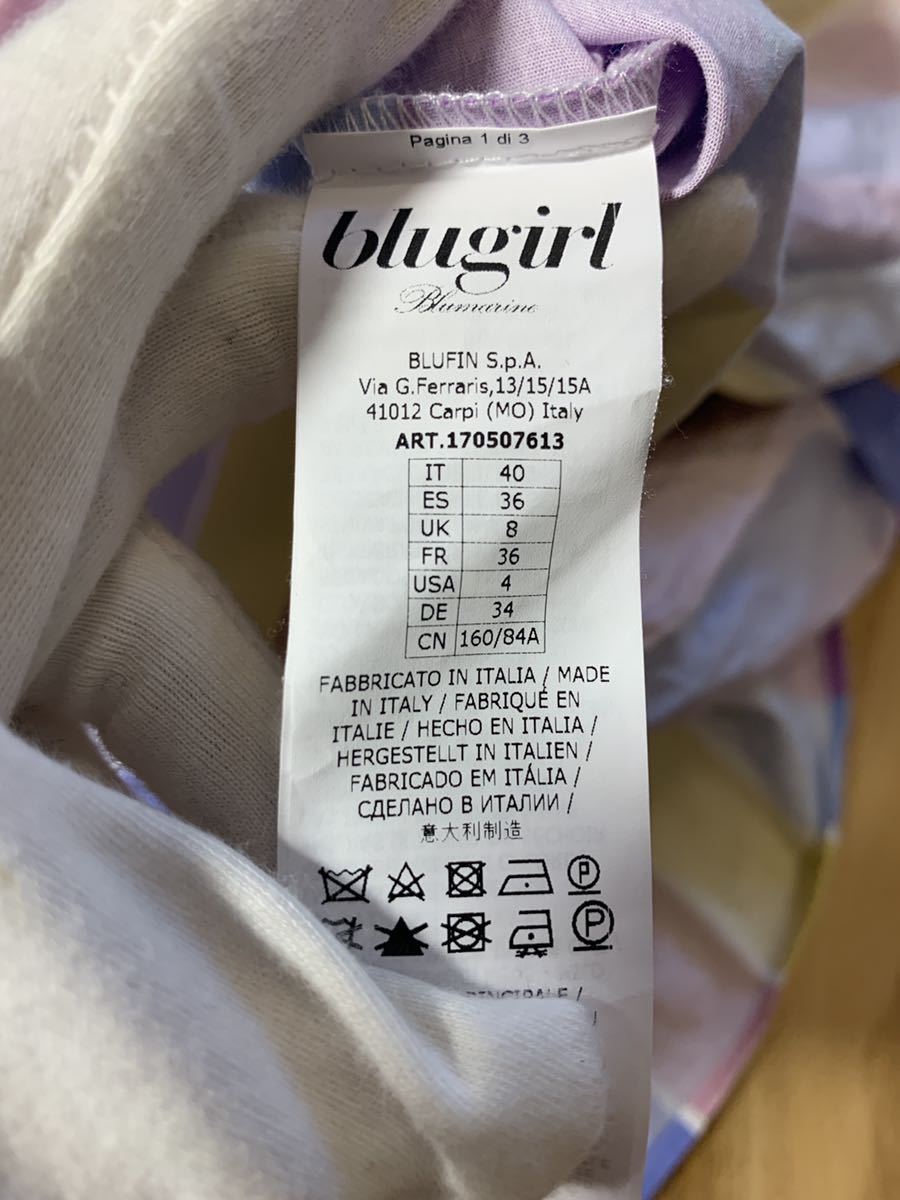 Pagina 1 di 3
blugirl
Blumarine
BLUFIN S.p.A.
Via G.Ferraris,13/15/15A
41012 Carpi (MO) Italy
ART.170507613
IT 40
ES 36
UK 8
FR 36
USA 4
DE 34
CN 160/84A
FABBRICATO IN ITALIA / MADE
IN ITALY / FABRIQUÉ EN
ITALIE / HECHO EN ITALIA /
HERGESTELLT IN ITALIEN /
FABRICADO EM ITÁLIA /
СДЕЛАНО В ИТАЛИИ /
意大利制造
P
P